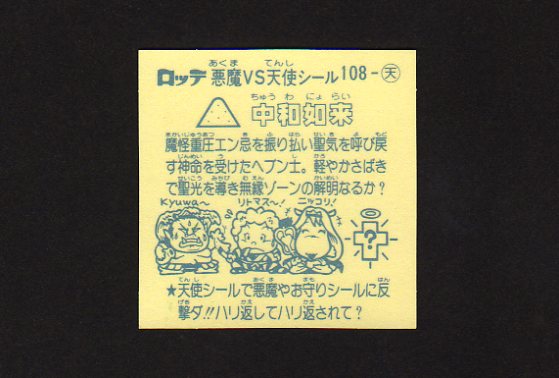 ロッテ 悪魔VS天使シール 108-天
中和如来
魔怪重圧エン忌を振り払い聖気を呼び戻
す神命を受けたヘブン士。軽やかさばき
で聖光を導き無縁ゾーンの解明なるか?
Kyuwa〜 リトマス〜! ニッコリ!
?
★天使シールで悪魔やお守りシールに反
撃ダ!!ハリ返してハリ返されて?